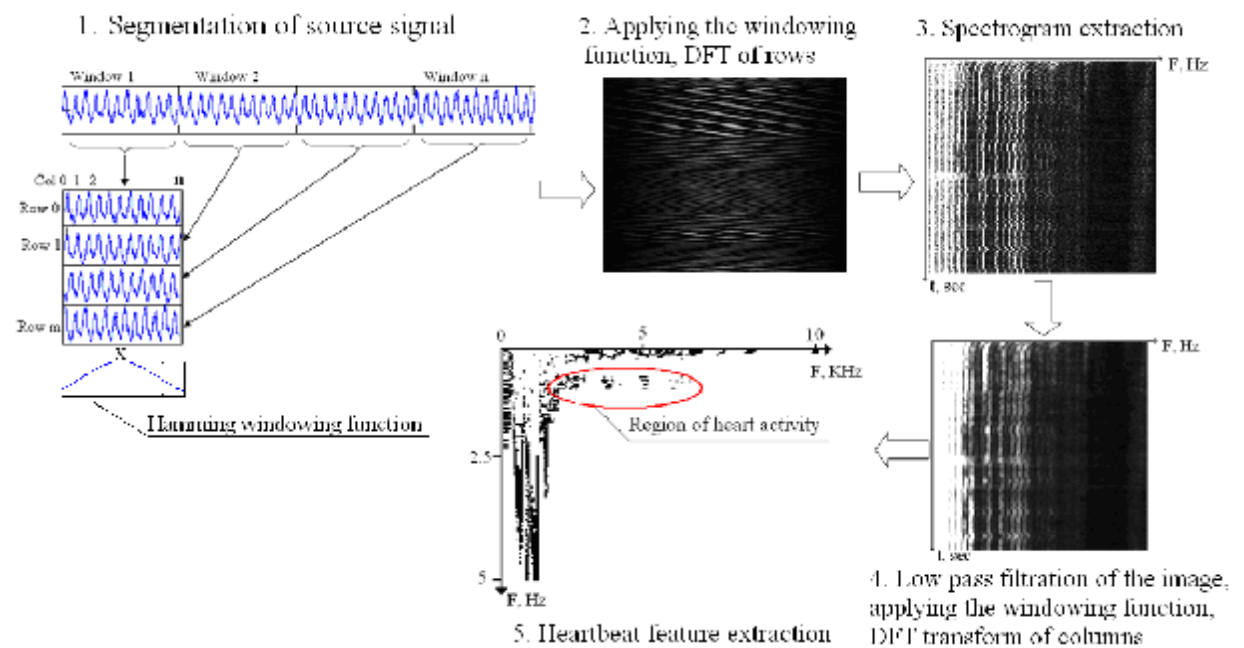 1. Segmentation of source signal
Window 1
Window 2
Window n
Col 0 1 2 n
Row 0
Row 1
Row m
X
Hamming windowing function
2. Applying the windowing
function, DFT of rows
3. Spectrogram extraction
F, Hz
t, sec
F, Hz
t, sec
4. Low pass filtration of the image,
applying the windowing function,
DFT transform of columns
0 5 10
F, KHz
Region of heart activity
2.5
5
F, Hz
5. Heartbeat feature extraction